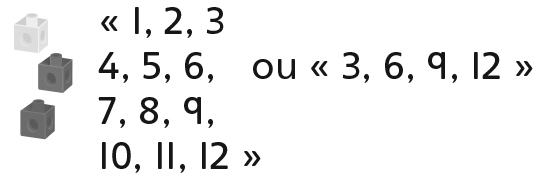 « 1, 2, 3
4, 5, 6, ou « 3, 6, 9, 12 »
7, 8, 9,
10, 11, 12 »